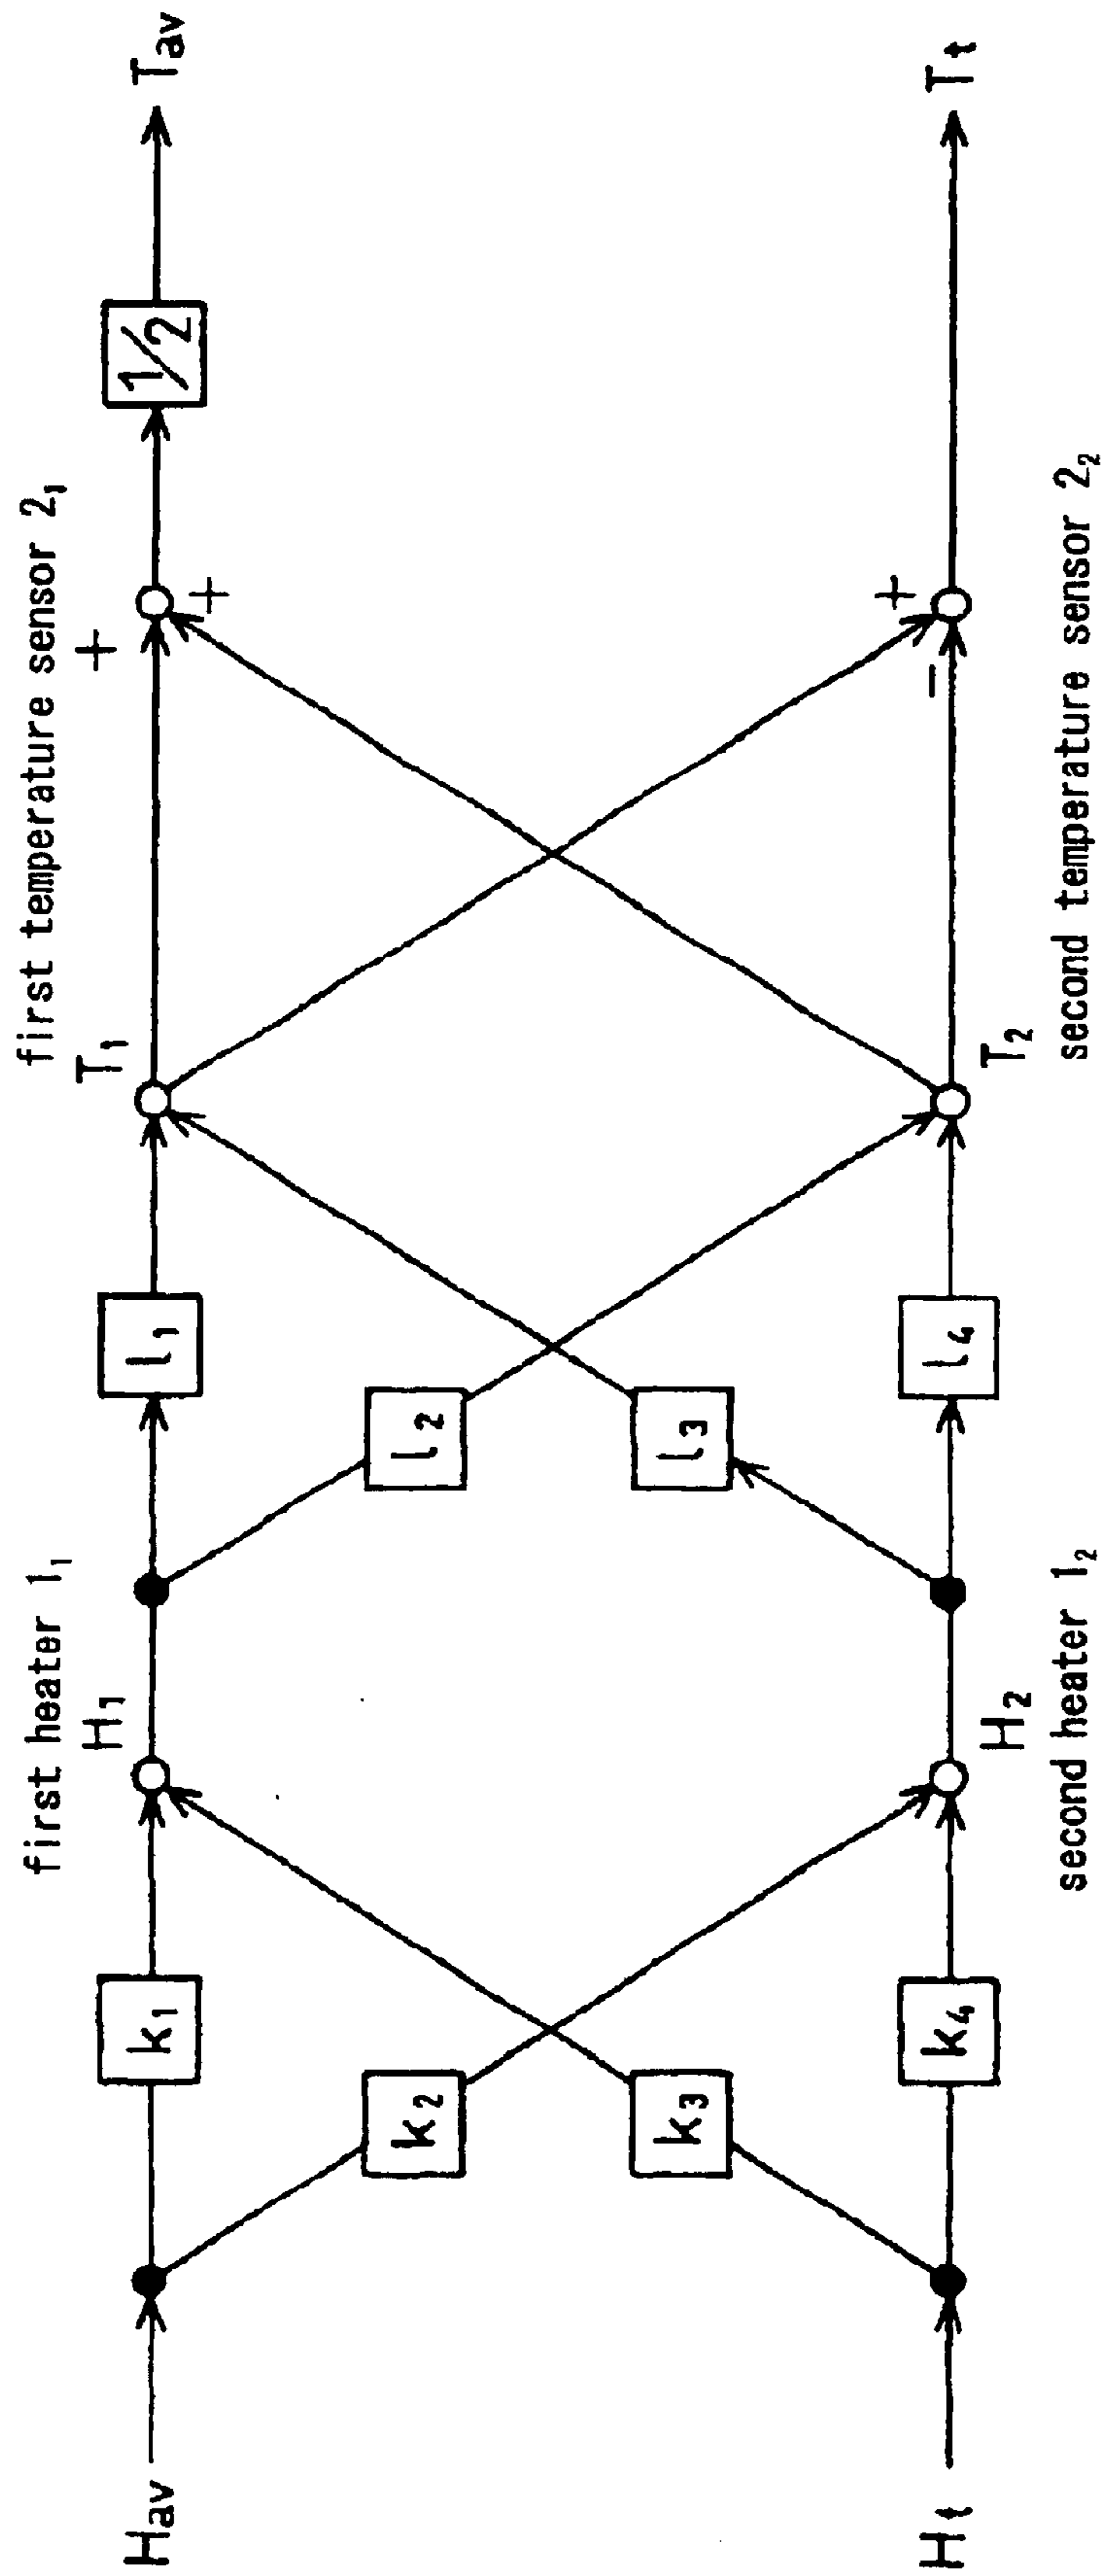 first heater 1₁
first temperature sensor 2₁
Hav
k₁
H₁
l₁
T₁
+
+
1/2
Tav
k₂
l₂
k₃
l₃
Ht
k₄
H₂
l₄
T₂
−
+
Tt
second heater 1₂
second temperature sensor 2₂